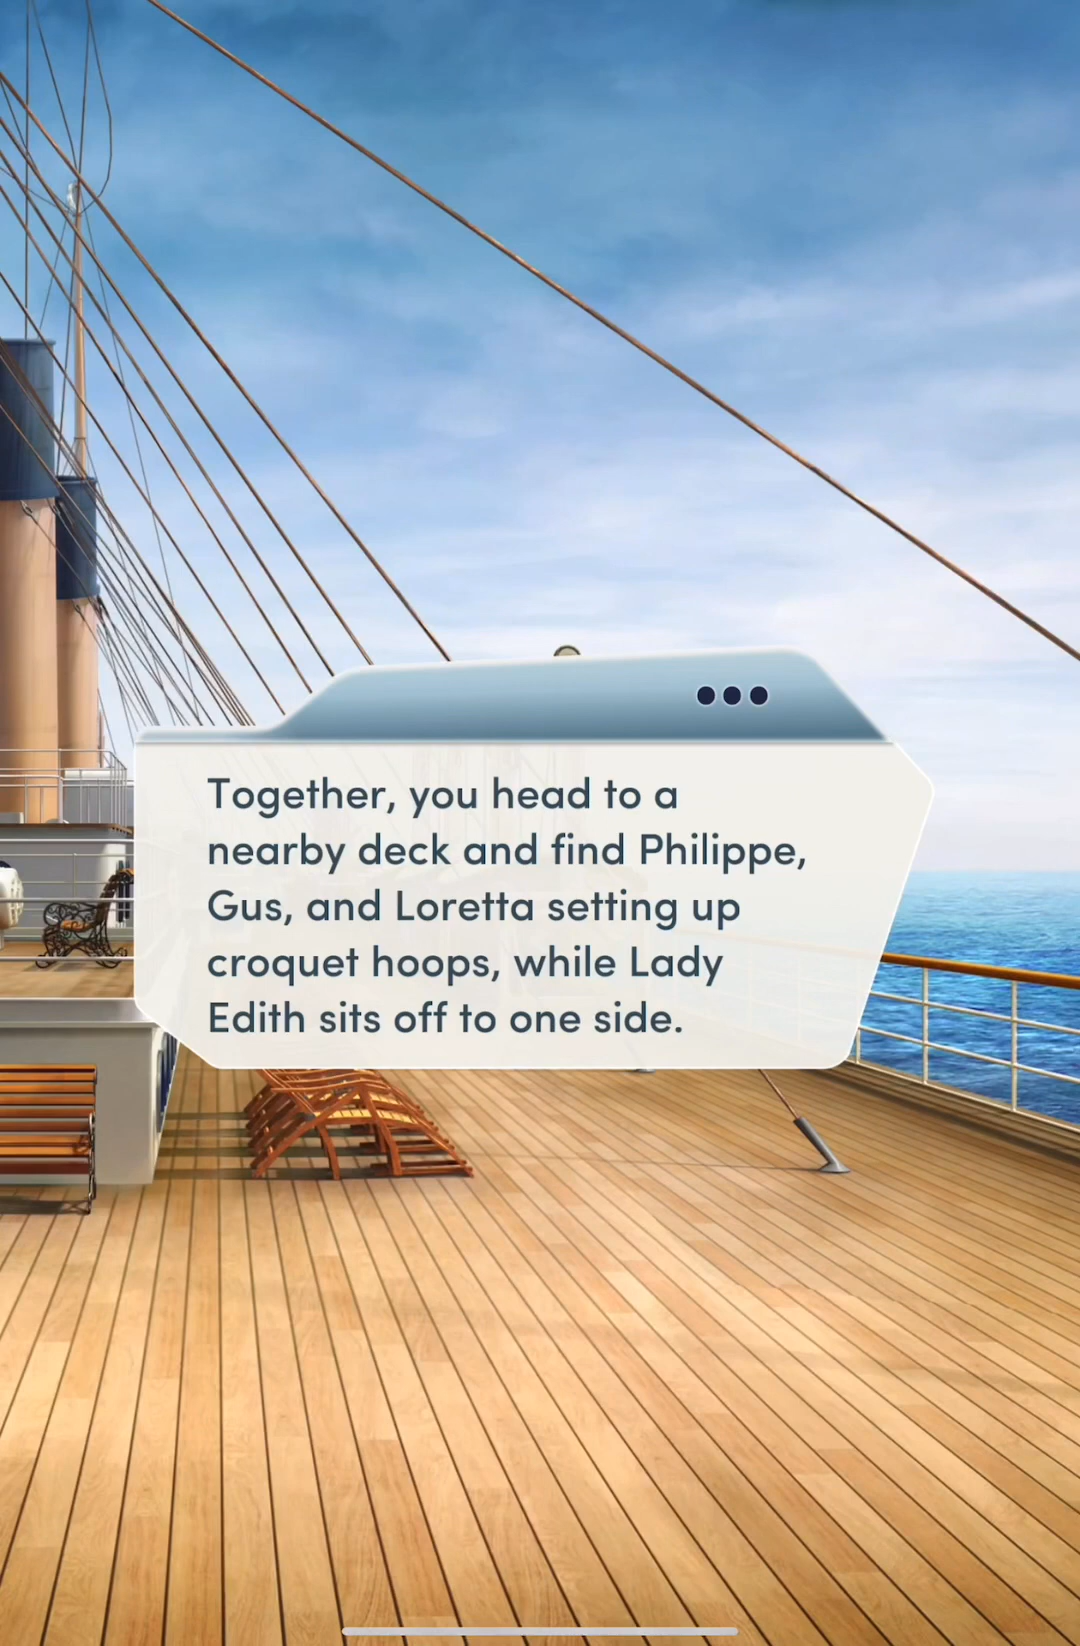 Together, you head to a
nearby deck and find Philippe,
Gus, and Loretta setting up
croquet hoops, while Lady
Edith sits off to one side.